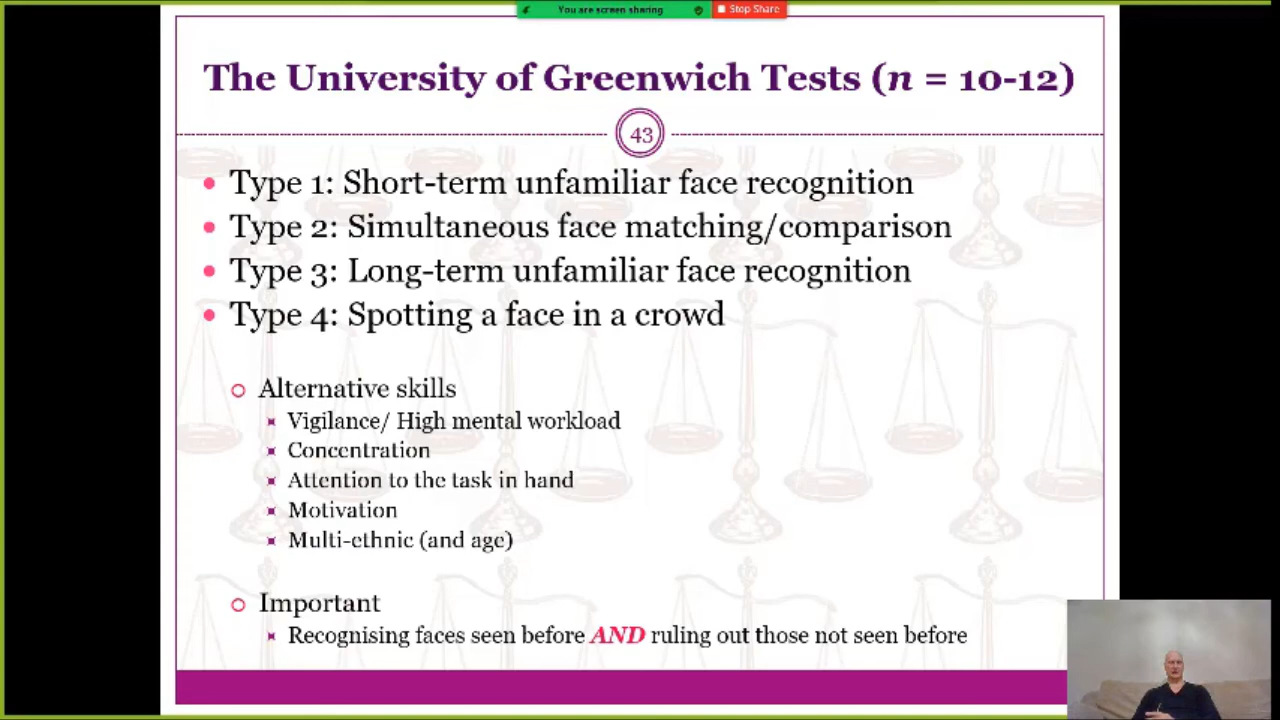 You are screen sharing
Stop Share
The University of Greenwich Tests (n = 10-12)
43
Type 1: Short-term unfamiliar face recognition
Type 2: Simultaneous face matching/comparison
Type 3: Long-term unfamiliar face recognition
Type 4: Spotting a face in a crowd
Alternative skills
Vigilance/ High mental workload
Concentration
Attention to the task in hand
Motivation
Multi-ethnic (and age)
Important
Recognising faces seen before AND ruling out those not seen before